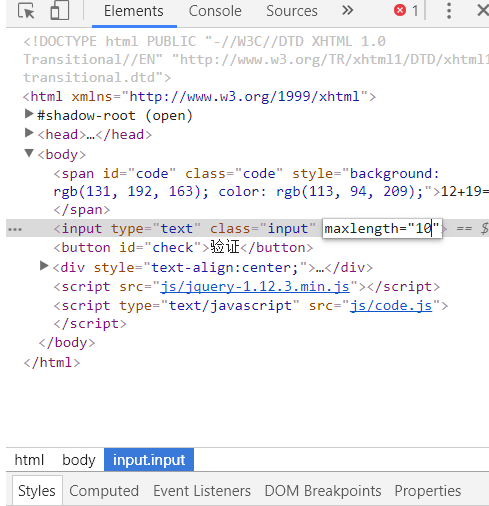 Elements Console Sources » 1
<!DOCTYPE html PUBLIC "-//W3C//DTD XHTML 1.0
Transitional//EN" "http://www.w3.org/TR/xhtml1/DTD/xhtml1
transitional.dtd">
<html xmlns="http://www.w3.org/1999/xhtml">
#shadow-root (open)
<head>…</head>
<body>
<span id="code" class="code" style="background:
rgb(131, 192, 163); color: rgb(113, 94, 209);">12+19=
</span>
<input type="text" class="input" maxlength="10"> == $
<button id="check">验证</button>
<div style="text-align:center;">…</div>
<script src="js/jquery-1.12.3.min.js"></script>
<script type="text/javascript" src="js/code.js">
</script>
</body>
</html>
html body input.input
Styles Computed Event Listeners DOM Breakpoints Properties